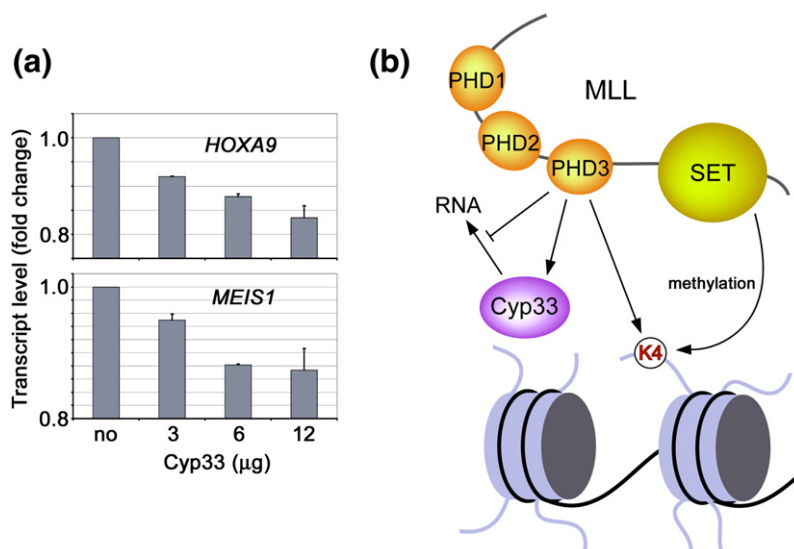 (a)
HOXA9
1.0
0.8
MEIS1
1.0
0.8
Transcript level (fold change)
no 3 6 12
Cyp33 (μg)
(b)
PHD1
MLL
PHD2
PHD3
SET
RNA
methylation
Cyp33
K4